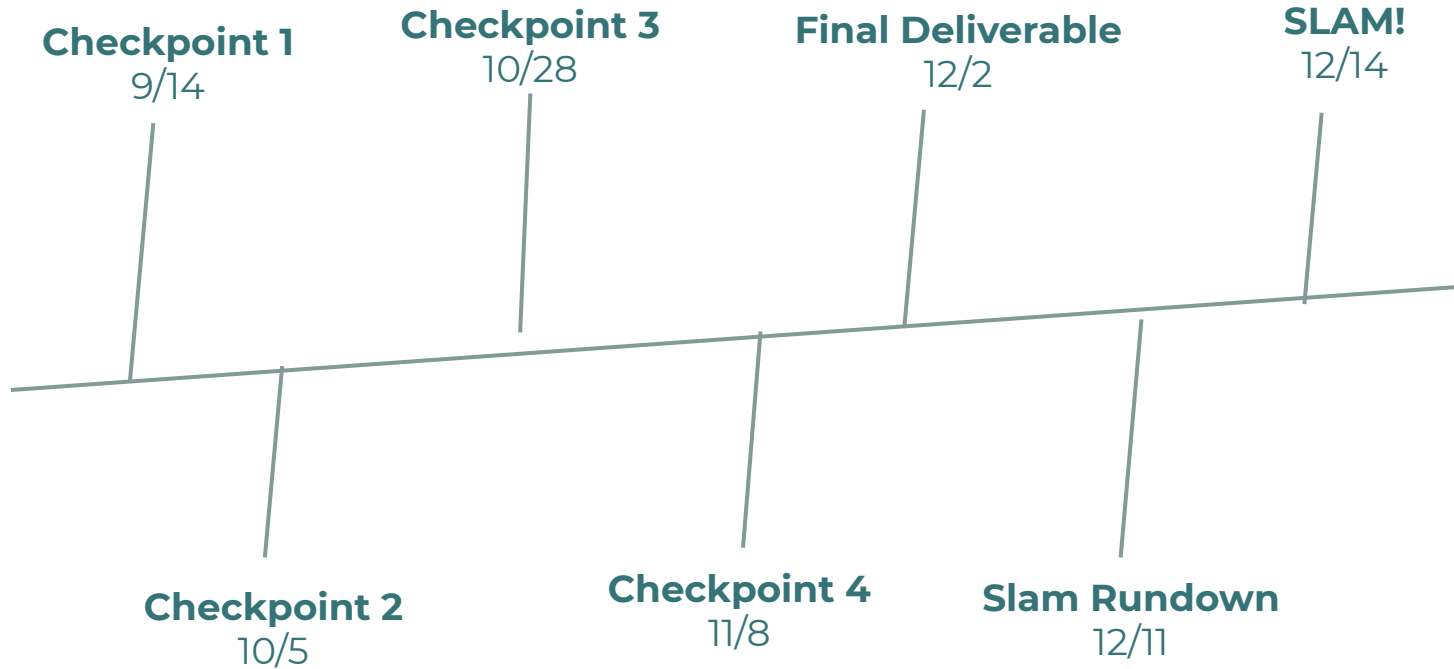 Checkpoint 1
9/14
Checkpoint 3
10/28
Final Deliverable
12/2
SLAM!
12/14
Checkpoint 2
10/5
Checkpoint 4
11/8
Slam Rundown
12/11